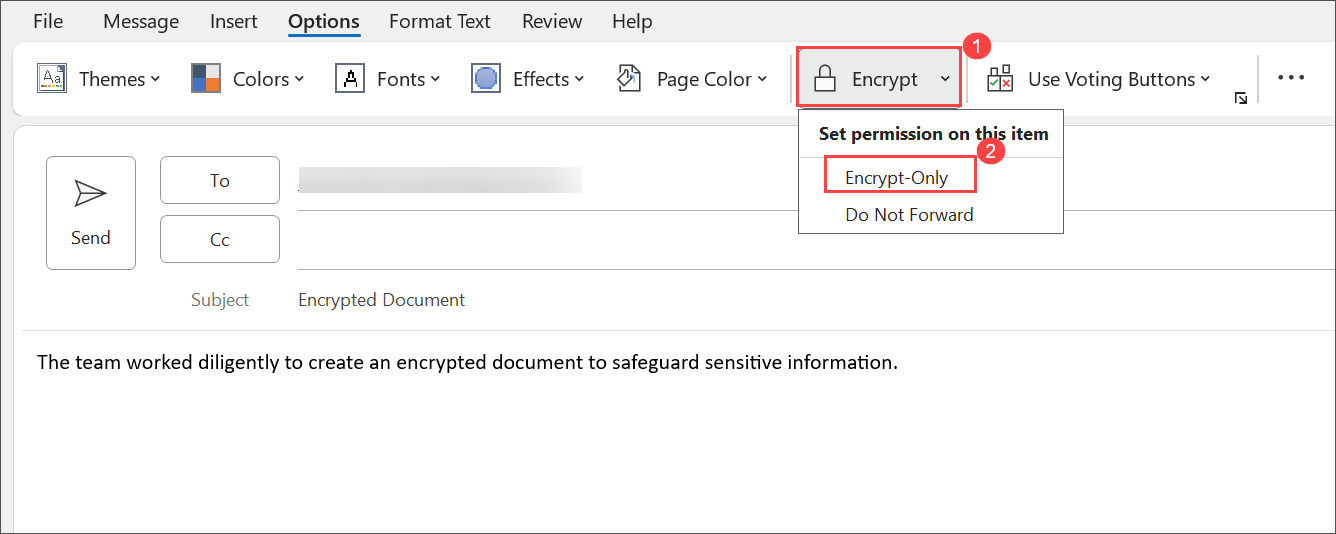 File Message Insert Options Format Text Review Help
1
Aa Themes Colors A Fonts Effects Page Color Encrypt Use Voting Buttons ...
Set permission on this item
2
Encrypt-Only
Do Not Forward
To
Send
Cc
Subject Encrypted Document
The team worked diligently to create an encrypted document to safeguard sensitive information.